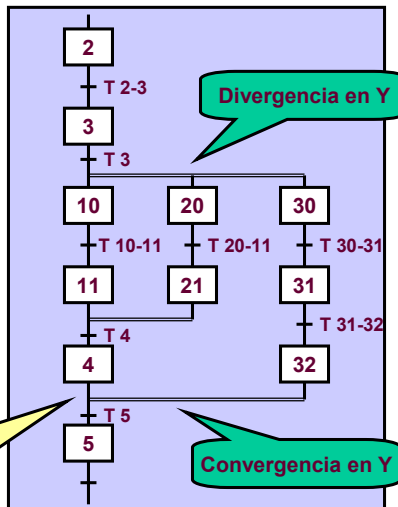 2
T 2-3
Divergencia en Y
3
T 3
10
20
30
T 10-11
T 20-11
T 30-31
11
21
31
T 4
T 31-32
4
32
T 5
5
Convergencia en Y